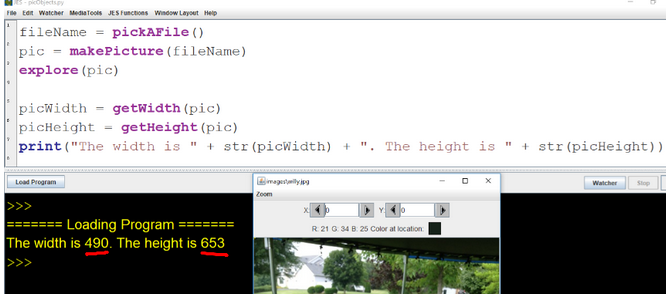 JES - picObjects.py
File Edit Watcher MediaTools JES Functions Window Layout Help
fileName = pickAFile()
pic = makePicture(fileName)
explore(pic)
picWidth = getWidth(pic)
picHeight = getHeight(pic)
print("The width is " + str(picWidth) + ". The height is " + str(picHeight))
Load Program
Watcher
Stop
>>>
======= Loading Program =======
The width is 490. The height is 653
>>>
Zoom
X: 0 Y: 0
R: 21 G: 34 B: 25 Color at location: